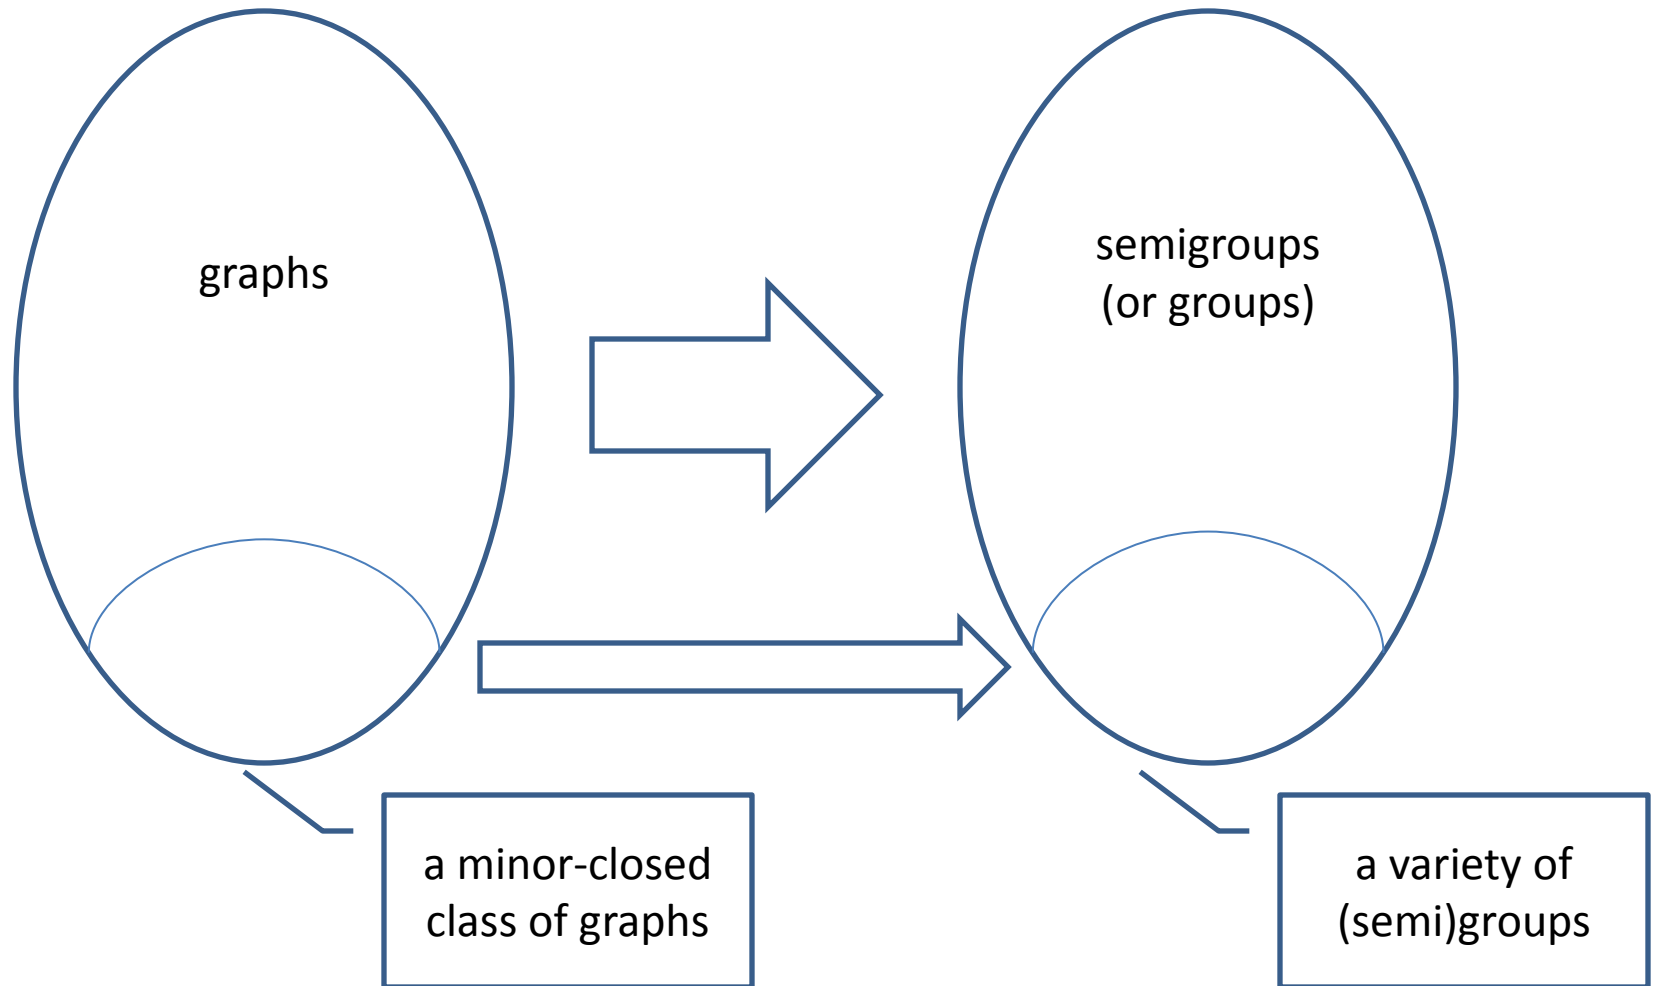 graphs
semigroups
(or groups)
a minor-closed
class of graphs
a variety of
(semi)groups